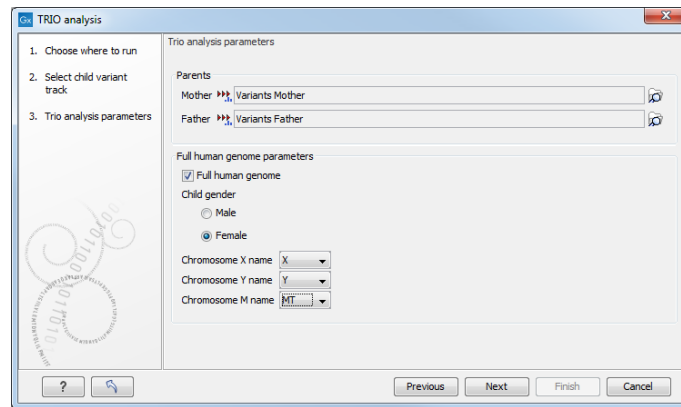 Gx TRIO analysis
X
1. Choose where to run
2. Select child variant
track
3. Trio analysis parameters
Trio analysis parameters
Parents
Mother Variants Mother
Father Variants Father
Full human genome parameters
Full human genome
Child gender
Male
Female
Chromosome X name X
Chromosome Y name Y
Chromosome M name MT
? Previous Next Finish Cancel